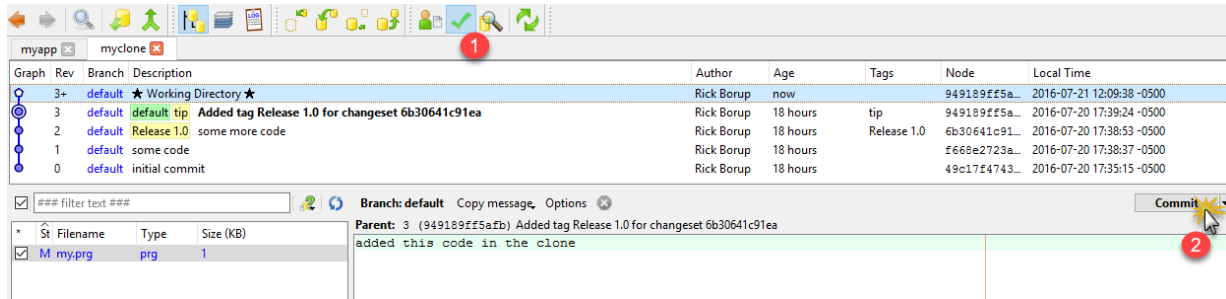 LOG
1
myapp myclone
Graph Rev Branch Description Author Age Tags Node Local Time
3+ default ★ Working Directory ★ Rick Borup now 949189ff5a… 2016-07-21 12:09:38 -0500
3 default default tip Added tag Release 1.0 for changeset 6b30641c91ea Rick Borup 18 hours tip 949189ff5a… 2016-07-20 17:39:24 -0500
2 default Release 1.0 some more code Rick Borup 18 hours Release 1.0 6b30641c91… 2016-07-20 17:38:53 -0500
1 default some code Rick Borup 18 hours f668e2723a… 2016-07-20 17:38:37 -0500
0 default initial commit Rick Borup 18 hours 49c17f4743… 2016-07-20 17:35:15 -0500
### filter text ### Branch: default Copy message Options Commit
* St Filename Type Size (KB) Parent: 3 (949189ff5afb) Added tag Release 1.0 for changeset 6b30641c91ea
M my.prg prg 1 added this code in the clone
2